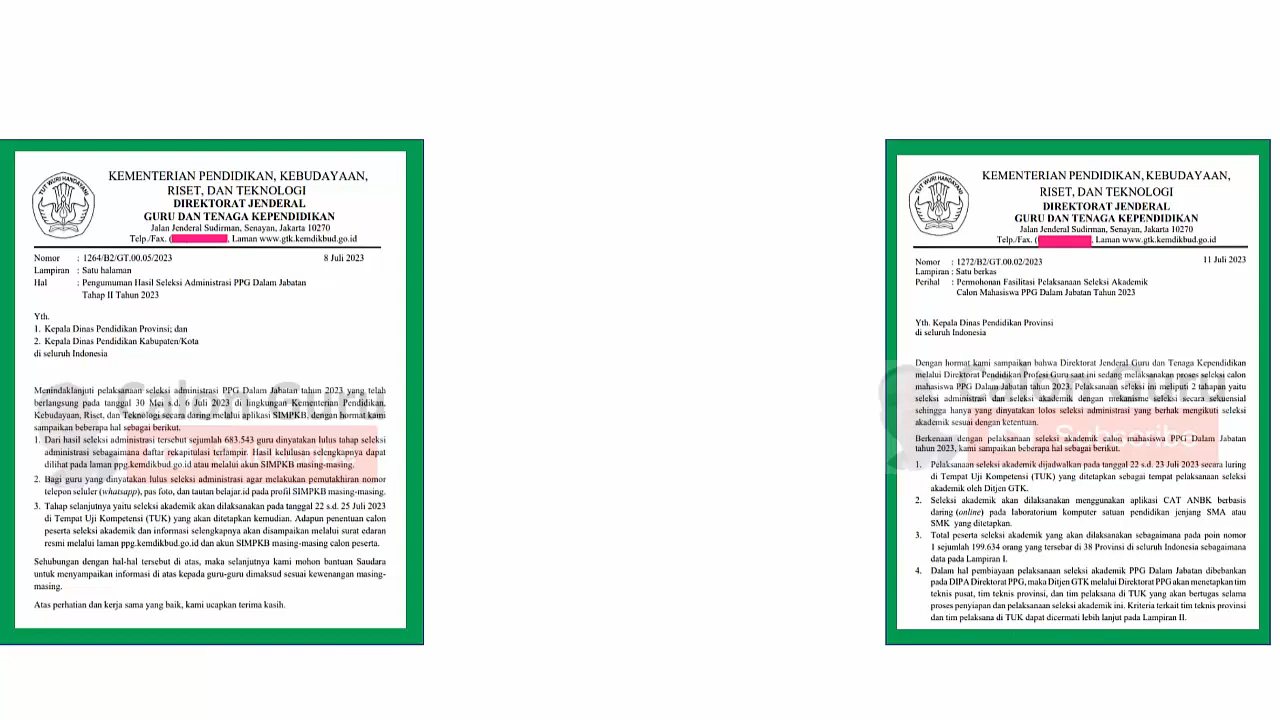 KEMENTERIAN PENDIDIKAN, KEBUDAYAAN,
RISET, DAN TEKNOLOGI
DIREKTORAT JENDERAL
GURU DAN TENAGA KEPENDIDIKAN
Jalan Jenderal Sudirman, Senayan, Jakarta 10270
Telp./Fax. ( , Laman www.gtk.kemdikbud.go.id
TUT WURI HANDAYANI
Nomor : 1264/B2/GT.00.05/2023 8 Juli 2023
Lampiran : Satu halaman
Hal : Pengumuman Hasil Seleksi Administrasi PPG Dalam Jabatan
Tahap II Tahun 2023
Yth.
1. Kepala Dinas Pendidikan Provinsi; dan
2. Kepala Dinas Pendidikan Kabupaten/Kota
di seluruh Indonesia
Menindaklanjuti pelaksanaan seleksi administrasi PPG Dalam Jabatan tahun 2023 yang telah
berlangsung pada tanggal 30 Mei s.d. 6 Juli 2023 di lingkungan Kementerian Pendidikan,
Kebudayaan, Riset, dan Teknologi secara daring melalui aplikasi SIMPKB, dengan hormat kami
sampaikan beberapa hal sebagai berikut.
1. Dari hasil seleksi administrasi tersebut sejumlah 683.543 guru dinyatakan lulus tahap seleksi
administrasi sebagaimana daftar rekapitulasi terlampir. Hasil kelulusan selengkapnya dapat
dilihat pada laman ppg.kemdikbud.go.id atau melalui akun SIMPKB masing-masing.
2. Bagi guru yang dinyatakan lulus seleksi administrasi agar melakukan pemutakhiran nomor
telepon seluler (whatsapp), pas foto, dan tautan belajar.id pada profil SIMPKB masing-masing.
3. Tahap selanjutnya yaitu seleksi akademik akan dilaksanakan pada tanggal 22 s.d. 25 Juli 2023
di Tempat Uji Kompetensi (TUK) yang akan ditetapkan kemudian. Adapun penentuan calon
peserta seleksi akademik dan informasi selengkapnya akan disampaikan melalui surat edaran
resmi melalui laman ppg.kemdikbud.go.id dan akun SIMPKB masing-masing calon peserta.
Sehubungan dengan hal-hal tersebut di atas, maka selanjutnya kami mohon bantuan Saudara
untuk menyampaikan informasi di atas kepada guru-guru dimaksud sesuai kewenangan masing-
masing.
Atas perhatian dan kerja sama yang baik, kami ucapkan terima kasih.
Calon Guru
Subscribe
KEMENTERIAN PENDIDIKAN, KEBUDAYAAN,
RISET, DAN TEKNOLOGI
DIREKTORAT JENDERAL
GURU DAN TENAGA KEPENDIDIKAN
Jalan Jenderal Sudirman, Senayan, Jakarta 10270
Telp./Fax. ( , Laman www.gtk.kemdikbud.go.id
TUT WURI HANDAYANI
Nomor : 1272/B2/GT.00.02/2023 11 Juli 2023
Lampiran : Satu berkas
Perihal : Permohonan Fasilitasi Pelaksanaan Seleksi Akademik
Calon Mahasiswa PPG Dalam Jabatan Tahun 2023
Yth. Kepala Dinas Pendidikan Provinsi
di seluruh Indonesia
Dengan hormat kami sampaikan bahwa Direktorat Jenderal Guru dan Tenaga Kependidikan
melalui Direktorat Pendidikan Profesi Guru saat ini sedang melaksanakan proses seleksi calon
mahasiswa PPG Dalam Jabatan tahun 2023. Pelaksanaan seleksi ini meliputi 2 tahapan yaitu
seleksi administrasi dan seleksi akademik dengan mekanisme seleksi secara sekuensial
sehingga hanya yang dinyatakan lolos seleksi administrasi yang berhak mengikuti seleksi
akademik sesuai dengan ketentuan.
Berkenaan dengan pelaksanaan seleksi akademik calon mahasiswa PPG Dalam Jabatan
tahun 2023, kami sampaikan beberapa hal sebagai berikut.
1. Pelaksanaan seleksi akademik dijadwalkan pada tanggal 22 s.d. 23 Juli 2023 secara luring
di Tempat Uji Kompetensi (TUK) yang ditetapkan sebagai tempat pelaksanaan seleksi
akademik oleh Ditjen GTK.
2. Seleksi akademik akan dilaksanakan menggunakan aplikasi CAT ANBK berbasis
daring (online) pada laboratorium komputer satuan pendidikan jenjang SMA atau
SMK yang ditetapkan.
3. Total peserta seleksi akademik yang akan dilaksanakan sebagaimana pada poin nomor
1 sejumlah 199.634 orang yang tersebar di 38 Provinsi di seluruh Indonesia sebagaimana
data pada Lampiran I.
4. Dalam hal pembiayaan pelaksanaan seleksi akademik PPG Dalam Jabatan dibebankan
pada DIPA Direktorat PPG, maka Ditjen GTK melalui Direktorat PPG akan menetapkan tim
teknis pusat, tim teknis provinsi, dan tim pelaksana di TUK yang akan bertugas selama
proses penyiapan dan pelaksanaan seleksi akademik ini. Kriteria terkait tim teknis provinsi
dan tim pelaksana di TUK dapat dicermati lebih lanjut pada Lampiran II.
Calon Guru
Subscribe